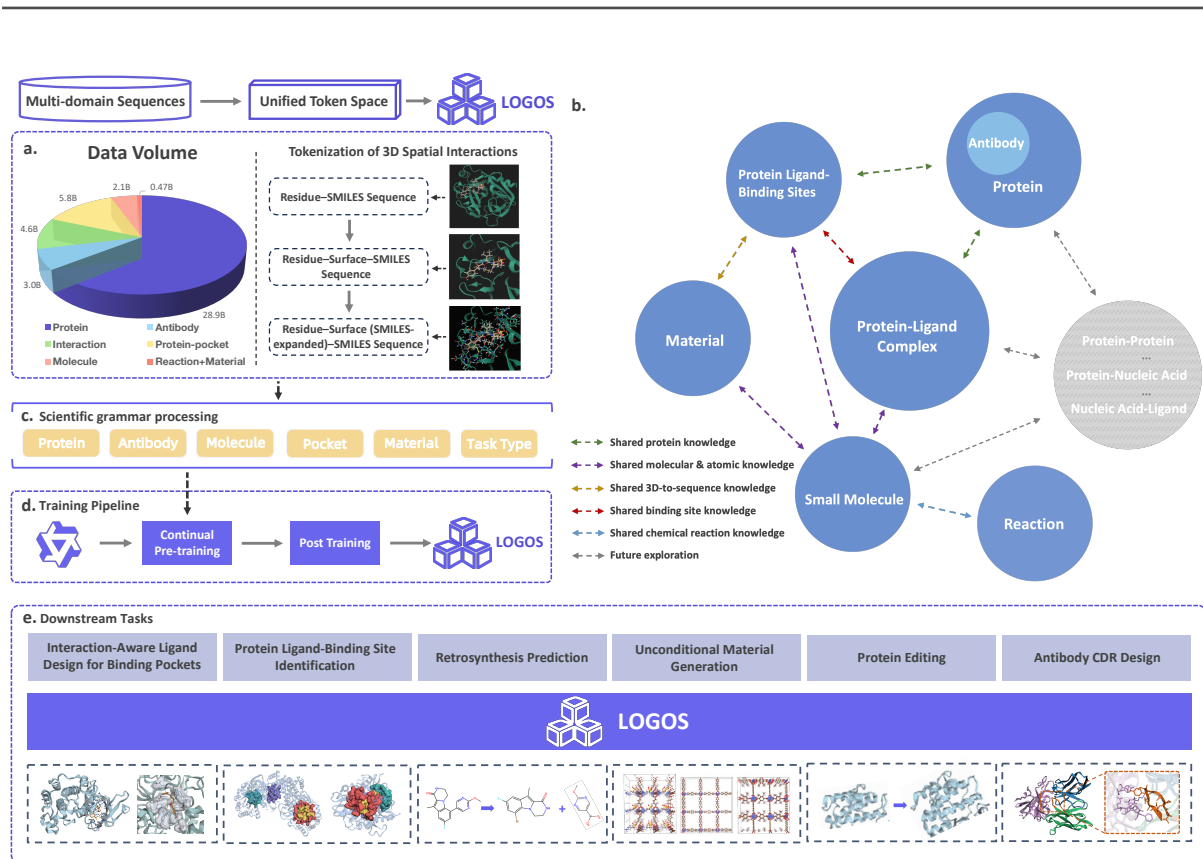 Multi-domain Sequences
Unified Token Space
LOGOS
a.
Data Volume
2.1B
0.47B
5.8B
4.6B
3.0B
28.9B
Protein
Antibody
Interaction
Protein-pocket
Molecule
Reaction+Material
Tokenization of 3D Spatial Interactions
Residue–SMILES Sequence
Residue–Surface–SMILES
Sequence
Residue–Surface (SMILES-
expanded)–SMILES Sequence
b.
Protein Ligand-
Binding Sites
Antibody
Protein
Material
Protein-Ligand
Complex
Protein-Protein
...
Protein-Nucleic Acid
...
Nucleic Acid-Ligand
Small Molecule
Reaction
Shared protein knowledge
Shared molecular & atomic knowledge
Shared 3D-to-sequence knowledge
Shared binding site knowledge
Shared chemical reaction knowledge
Future exploration
c. Scientific grammar processing
Protein
Antibody
Molecule
Pocket
Material
Task Type
d. Training Pipeline
Continual
Pre-training
Post Training
LOGOS
e. Downstream Tasks
Interaction-Aware Ligand
Design for Binding Pockets
Protein Ligand-Binding Site
Identification
Retrosynthesis Prediction
Unconditional Material
Generation
Protein Editing
Antibody CDR Design
LOGOS